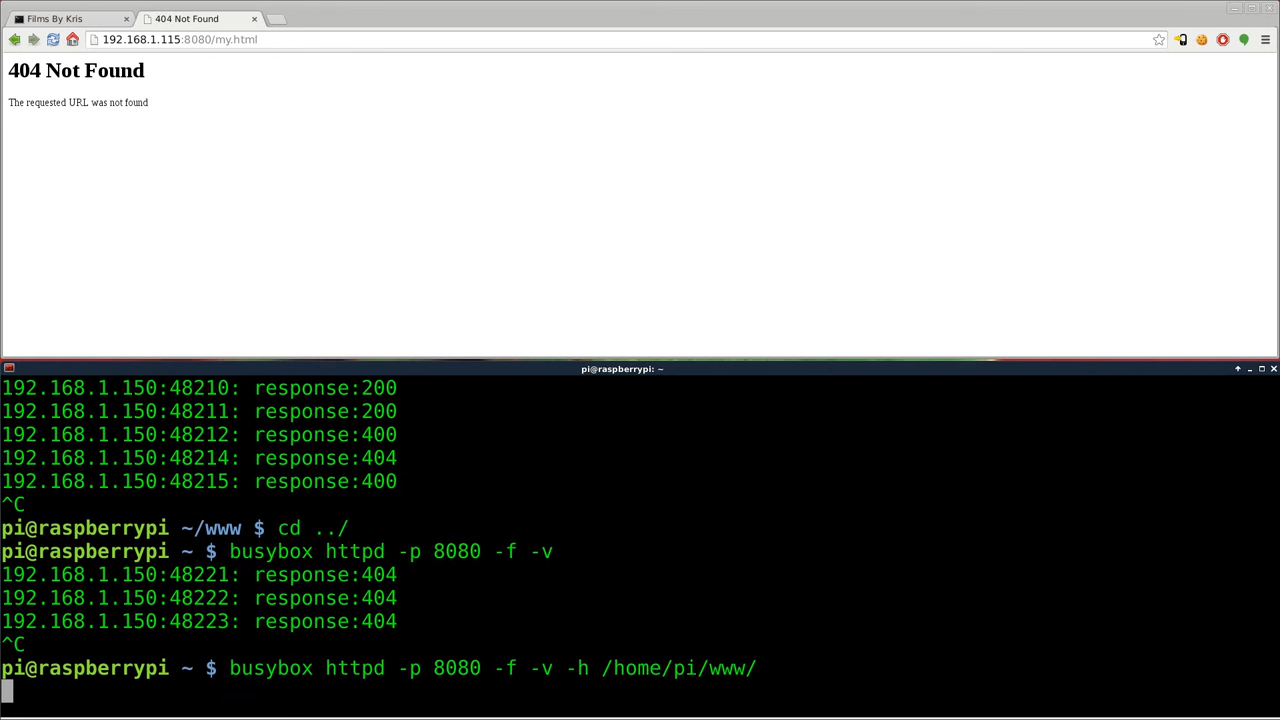 Films By Kris
404 Not Found
192.168.1.115:8080/my.html
404 Not Found
The requested URL was not found
pi@raspberrypi: ~
192.168.1.150:48210: response:200
192.168.1.150:48211: response:200
192.168.1.150:48212: response:400
192.168.1.150:48214: response:404
192.168.1.150:48215: response:400
^C
pi@raspberrypi ~/www $ cd ../
pi@raspberrypi ~ $ busybox httpd -p 8080 -f -v
192.168.1.150:48221: response:404
192.168.1.150:48222: response:404
192.168.1.150:48223: response:404
^C
pi@raspberrypi ~ $ busybox httpd -p 8080 -f -v -h /home/pi/www/